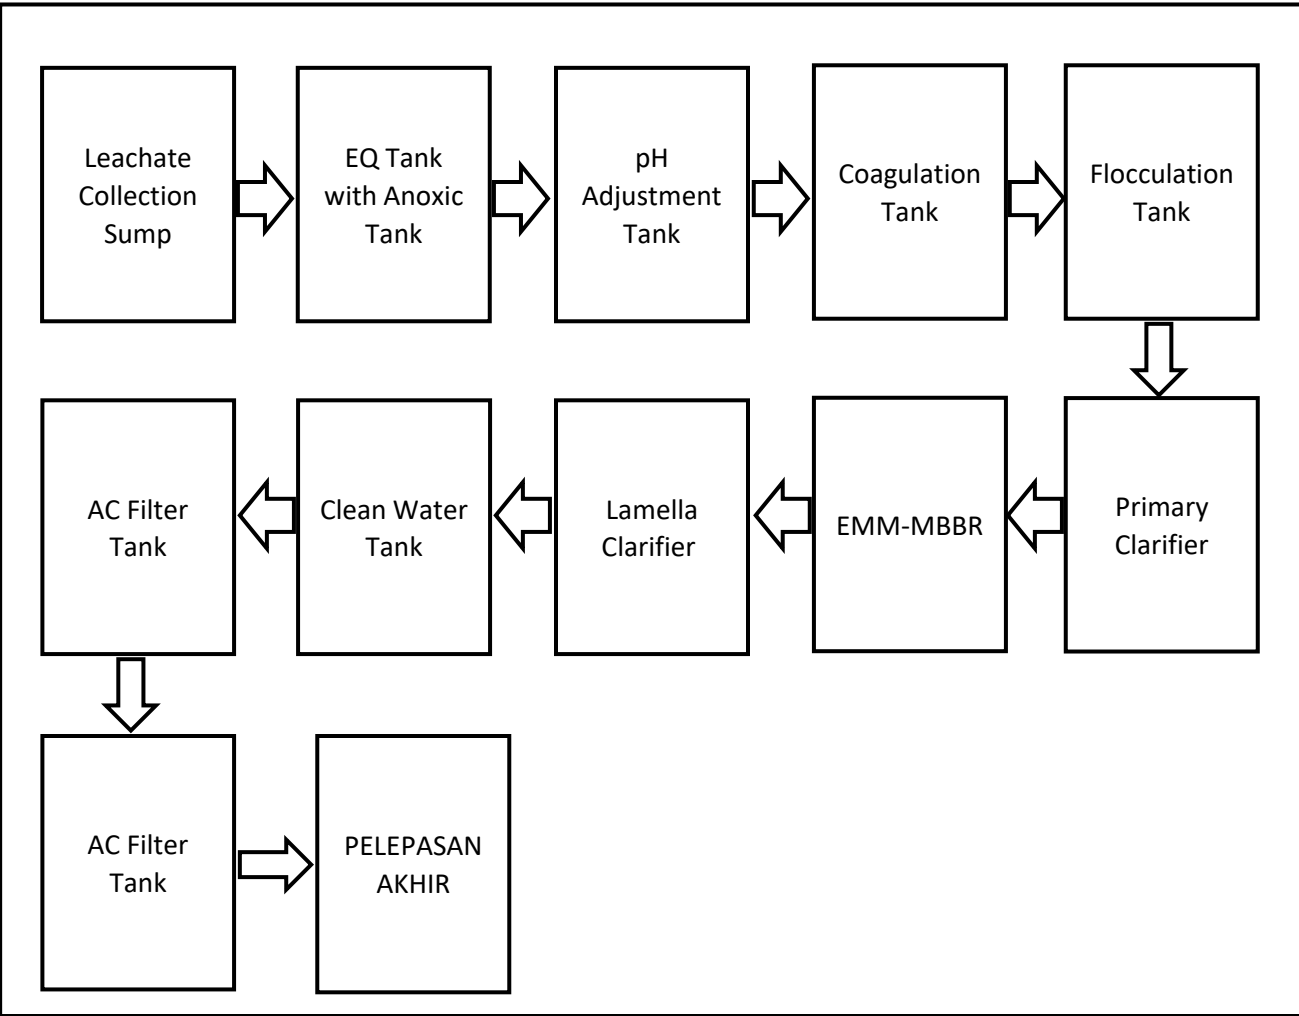 Leachate
Collection
Sump
EQ Tank
with Anoxic
Tank
pH
Adjustment
Tank
Coagulation
Tank
Flocculation
Tank
Primary
Clarifier
EMM-MBBR
Lamella
Clarifier
Clean Water
Tank
AC Filter
Tank
AC Filter
Tank
PELEPASAN
AKHIR